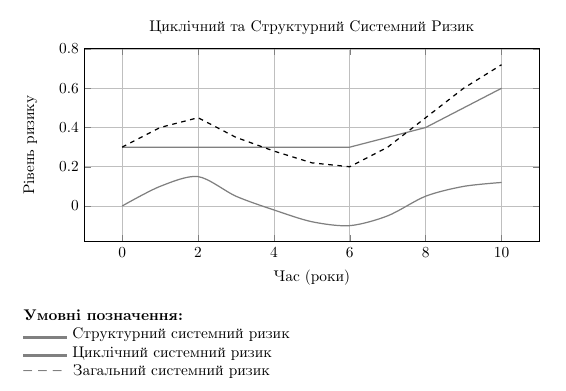 Циклічний та Структурний Системний Ризик
0.8
0.6
0.4
0.2
0
Рівень ризику
0 2 4 6 8 10
Час (роки)
Умовні позначення:
Структурний системний ризик
Циклічний системний ризик
Загальний системний ризик